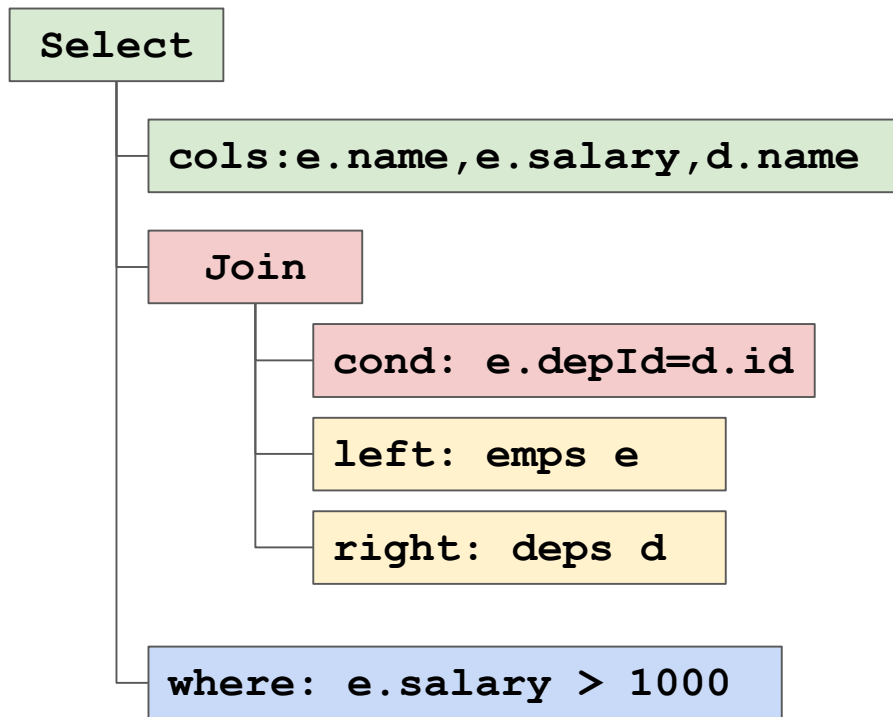 Select
cols:e.name,e.salary,d.name
Join
cond: e.depId=d.id
left: emps e
right: deps d
where: e.salary > 1000